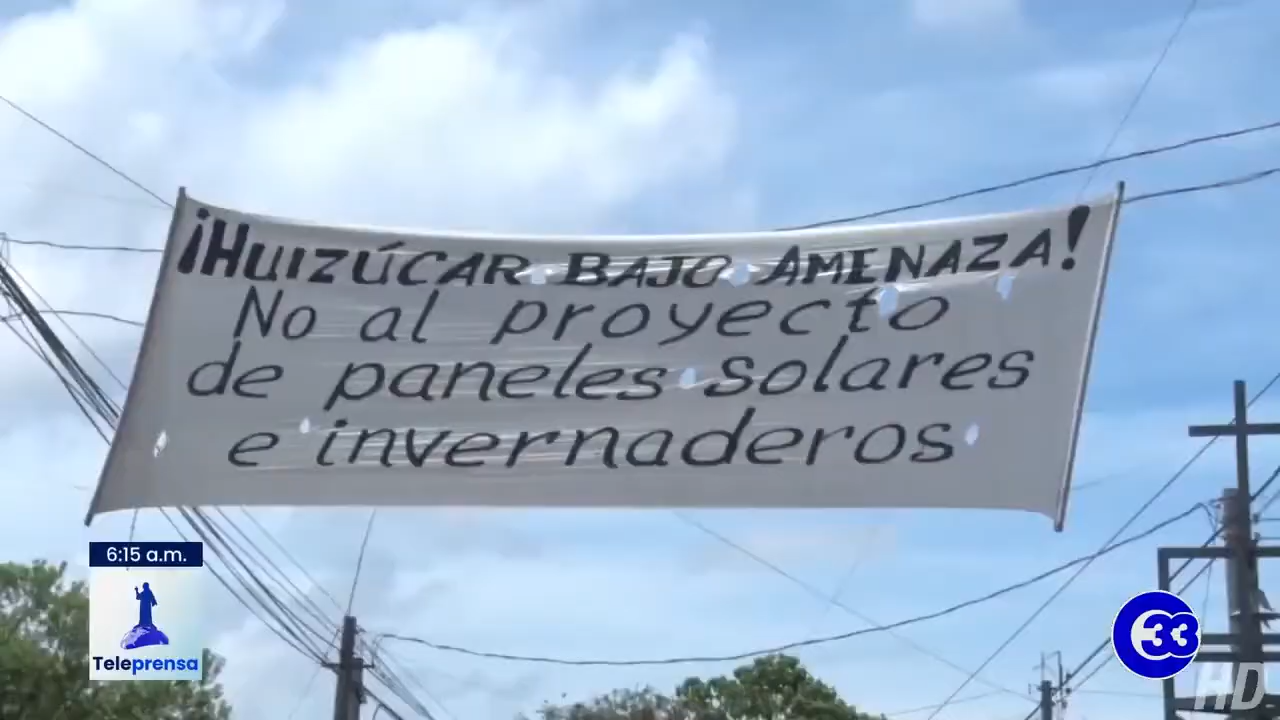 ¡HUIZÚCAR BAJO AMENAZA!
No al proyecto
de paneles solares
e invernaderos
6:15 a.m.
Teleprensa
33
HD